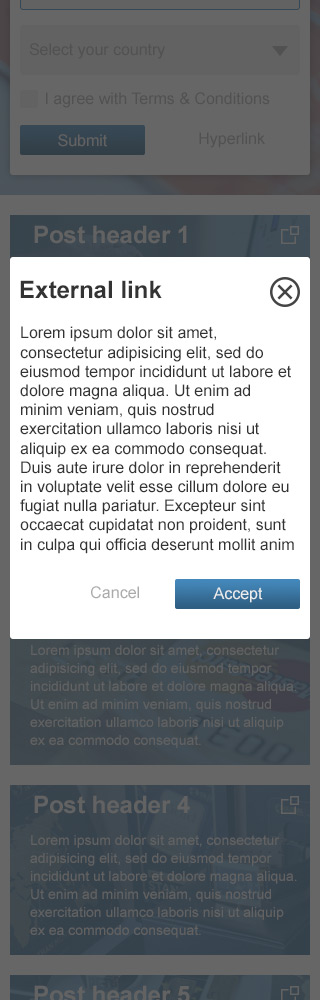 Select your country
I agree with Terms & Conditions
Submit
Hyperlink
Post header 1
External link
Lorem ipsum dolor sit amet,
consectetur adipisicing elit, sed do
eiusmod tempor incididunt ut labore et
dolore magna aliqua. Ut enim ad
minim veniam, quis nostrud
exercitation ullamco laboris nisi ut
aliquip ex ea commodo consequat.
Duis aute irure dolor in reprehenderit
in voluptate velit esse cillum dolore eu
fugiat nulla pariatur. Excepteur sint
occaecat cupidatat non proident, sunt
in culpa qui officia deserunt mollit anim
Cancel
Accept
Lorem ipsum dolor sit amet, consectetur
adipisicing elit, sed do eiusmod tempor
incididunt ut labore et dolore magna aliqua.
Ut enim ad minim veniam, quis nostrud
exercitation ullamco laboris nisi ut aliquip
ex ea commodo consequat.
Post header 4
Lorem ipsum dolor sit amet, consectetur
adipisicing elit, sed do eiusmod tempor
incididunt ut labore et dolore magna aliqua.
Ut enim ad minim veniam, quis nostrud
exercitation ullamco laboris nisi ut aliquip
ex ea commodo consequat.
Post header 5